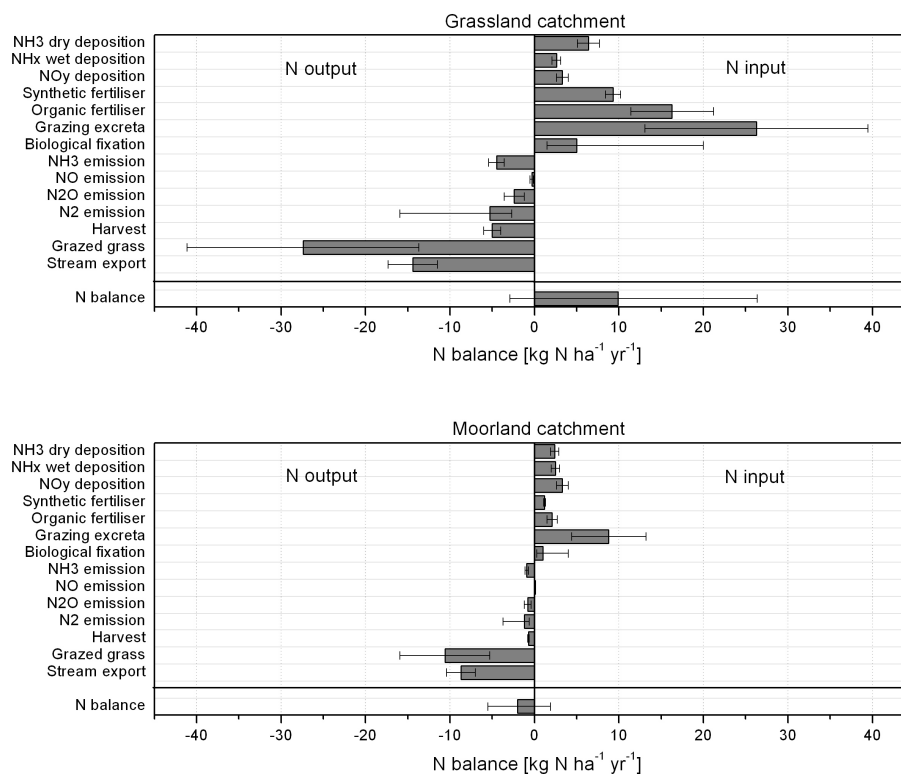 Grassland catchment
NH3 dry deposition
NHx wet deposition
NOy deposition
Synthetic fertiliser
Organic fertiliser
Grazing excreta
Biological fixation
NH3 emission
NO emission
N2O emission
N2 emission
Harvest
Grazed grass
Stream export
N balance
N output
N input
-40 -30 -20 -10 0 10 20 30 40
N balance [kg N ha⁻¹ yr⁻¹]
Moorland catchment
NH3 dry deposition
NHx wet deposition
NOy deposition
Synthetic fertiliser
Organic fertiliser
Grazing excreta
Biological fixation
NH3 emission
NO emission
N2O emission
N2 emission
Harvest
Grazed grass
Stream export
N balance
N output
N input
-40 -30 -20 -10 0 10 20 30 40
N balance [kg N ha⁻¹ yr⁻¹]